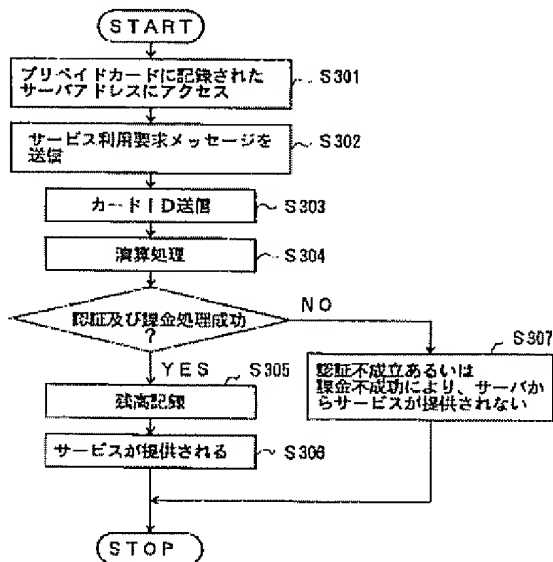 START
プリペイドカードに記録された
サーバアドレスにアクセス
S301
サービス利用要求メッセージを
送信
S302
カードID送信
S303
演算処理
S304
認証及び課金処理成功
?
NO
YES
S305
残高記録
サービスが提供される
S306
S307
認証不成立あるいは
課金不成功により、サーバか
らサービスが提供されない
STOP